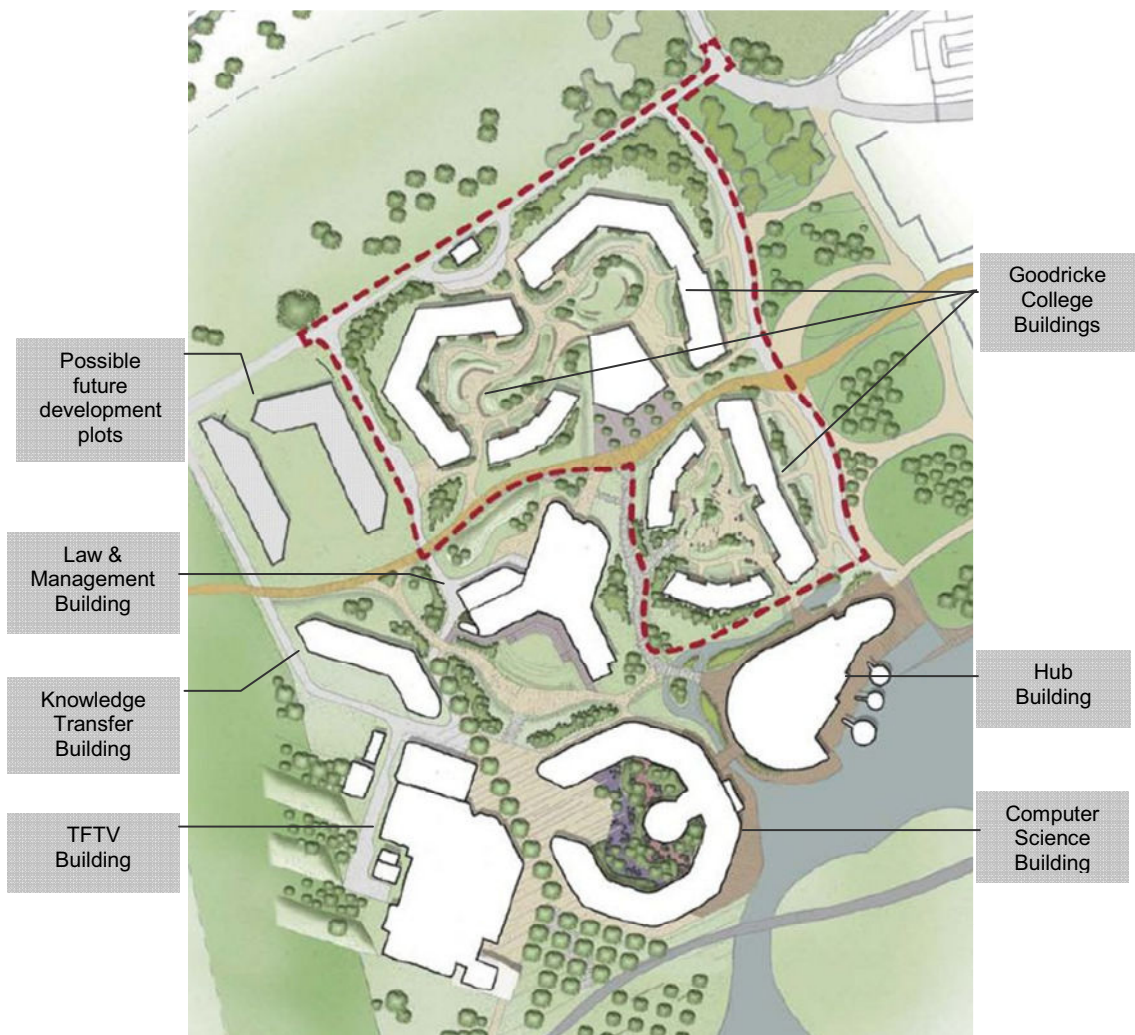 Goodricke
College
Buildings
Possible
future
development
plots
Law &
Management
Building
Knowledge
Transfer
Building
Hub
Building
TFTV
Building
Computer
Science
Building